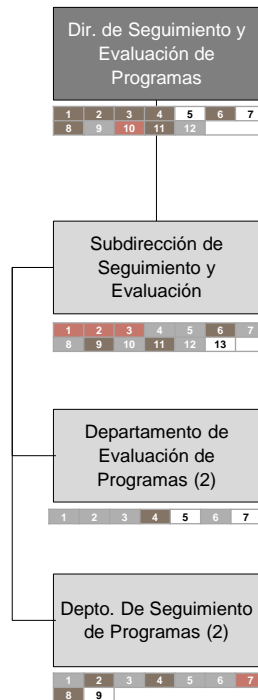 Dir. de Seguimiento y
Evaluación de
Programas
1 2 3 4 5 6 7
8 9 10 11 12
Subdirección de
Seguimiento y
Evaluación
1 2 3 4 5 6 7
8 9 10 11 12 13
Departamento de
Evaluación de
Programas (2)
1 2 3 4 5 6 7
Depto. De Seguimiento
de Programas (2)
1 2 3 4 5 6 7
8 9